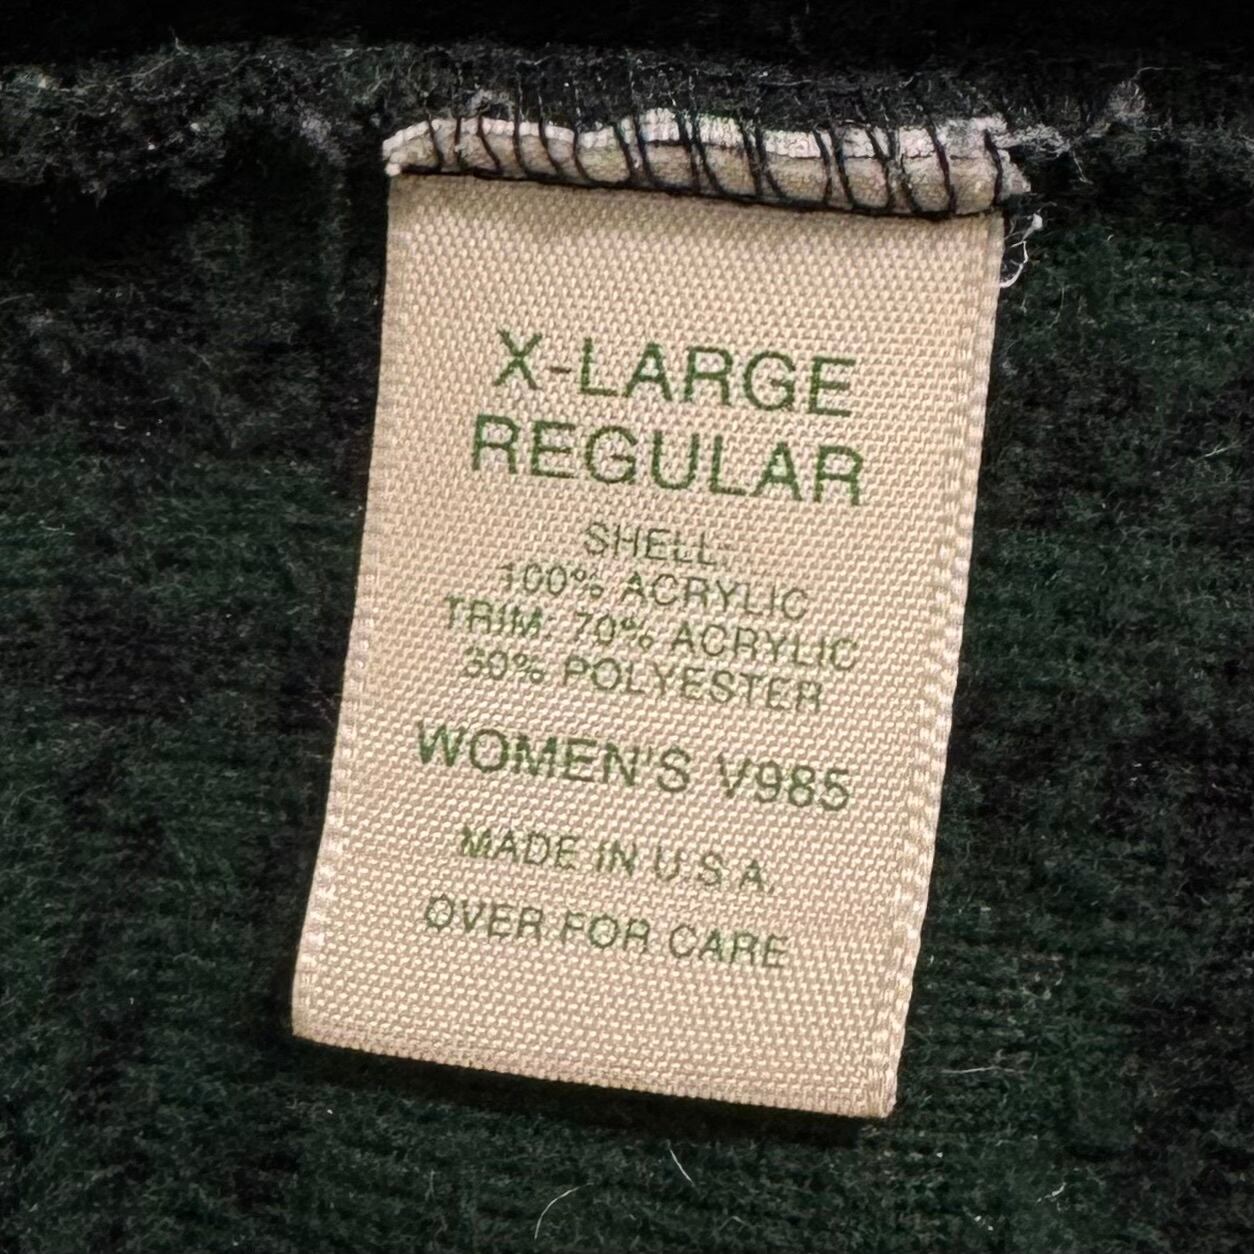 X-LARGE
REGULAR
SHELL:
100% ACRYLIC
TRIM: 70% ACRYLIC
30% POLYESTER
WOMEN'S V985
MADE IN U.S.A.
OVER FOR CARE